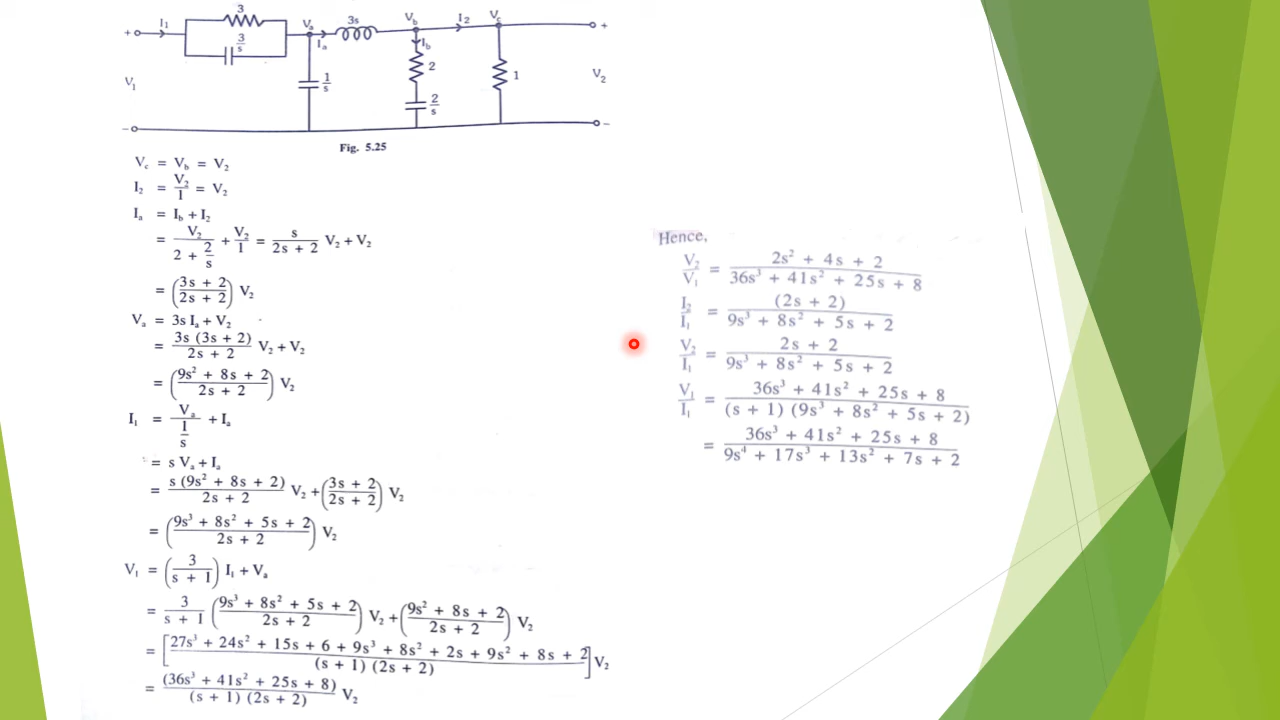 3
I₁
3/s
Vₐ
3s
V_b
I₂
V_c
Iₐ
I_b
+
+
V₁
1/s
2
2/s
1
V₂
−
−
Fig. 5.25
V_c = V_b = V₂
I₂ = V₂/1 = V₂
Iₐ = I_b + I₂
= V₂/(2 + 2/s) + V₂/1 = s/(2s + 2) V₂ + V₂
= ((3s + 2)/(2s + 2)) V₂
Vₐ = 3s Iₐ + V₂
= 3s (3s + 2)/(2s + 2) V₂ + V₂
= ((9s² + 8s + 2)/(2s + 2)) V₂
I₁ = Vₐ/(1/s) + Iₐ
= s Vₐ + Iₐ
= s (9s² + 8s + 2)/(2s + 2) V₂ + ((3s + 2)/(2s + 2)) V₂
= ((9s³ + 8s² + 5s + 2)/(2s + 2)) V₂
V₁ = (3/(s + 1)) I₁ + Vₐ
= 3/(s + 1) ((9s³ + 8s² + 5s + 2)/(2s + 2)) V₂ + ((9s² + 8s + 2)/(2s + 2)) V₂
= [(27s³ + 24s² + 15s + 6 + 9s³ + 8s² + 2s + 9s² + 8s + 2)/((s + 1) (2s + 2))] V₂
= (36s³ + 41s² + 25s + 8)/((s + 1) (2s + 2)) V₂
Hence,
V₂/V₁ = (2s² + 4s + 2)/(36s³ + 41s² + 25s + 8)
I₂/I₁ = (2s + 2)/(9s³ + 8s² + 5s + 2)
V₂/I₁ = (2s + 2)/(9s³ + 8s² + 5s + 2)
V₁/I₁ = (36s³ + 41s² + 25s + 8)/((s + 1) (9s³ + 8s² + 5s + 2))
= (36s³ + 41s² + 25s + 8)/(9s⁴ + 17s³ + 13s² + 7s + 2)